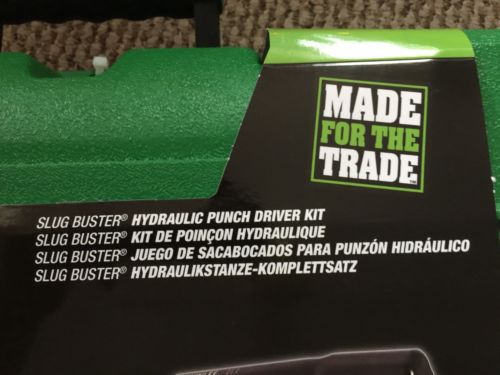 MADE
FOR THE
TRADE™
SLUG BUSTER® HYDRAULIC PUNCH DRIVER KIT
SLUG BUSTER® KIT DE POINÇON HYDRAULIQUE
SLUG BUSTER® JUEGO DE SACABOCADOS PARA PUNZÓN HIDRÁULICO
SLUG BUSTER® HYDRAULIKSTANZE-KOMPLETTSATZ